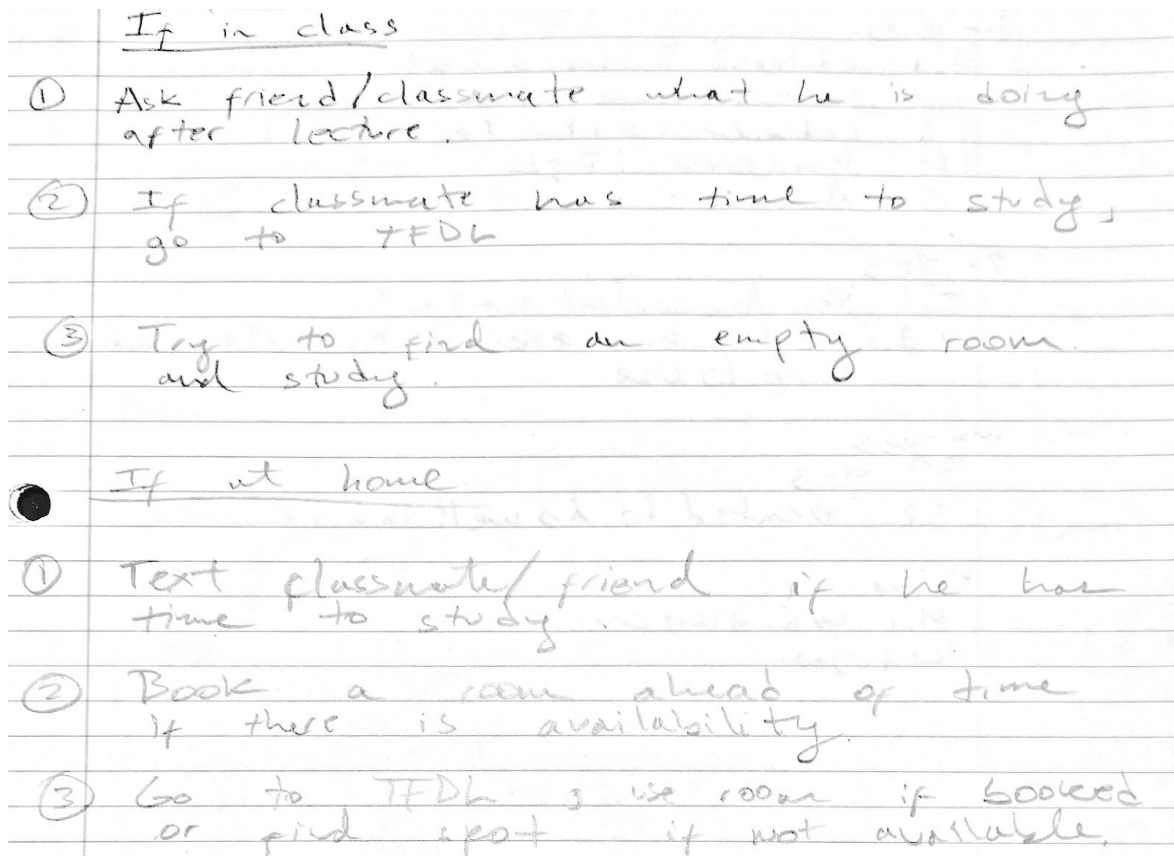 If in class
① Ask friend/classmate what he is doing
after lecture.
② If classmate has time to study,
go to TFDL
③ Try to find an empty room
and study.
If at home
① Text classmate/friend if he has
time to study.
② Book a room ahead of time
if there is availability.
③ Go to TFDL, use room if booked
or find spot if not available.